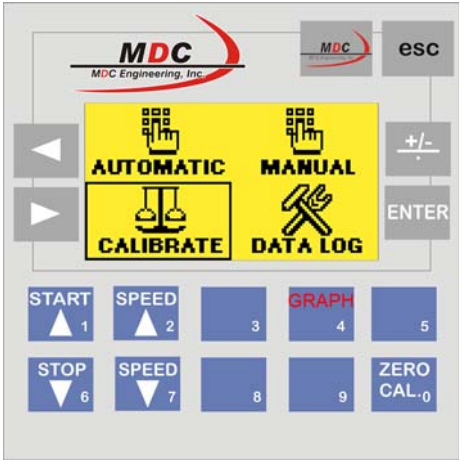 MDC
MDC Engineering, Inc.
MDC
esc
AUTOMATIC
MANUAL
+/-
.
CALIBRATE
DATA LOG
ENTER
START
1
SPEED
2
3
GRAPH
4
5
STOP
6
SPEED
7
8
9
ZERO
CAL.0